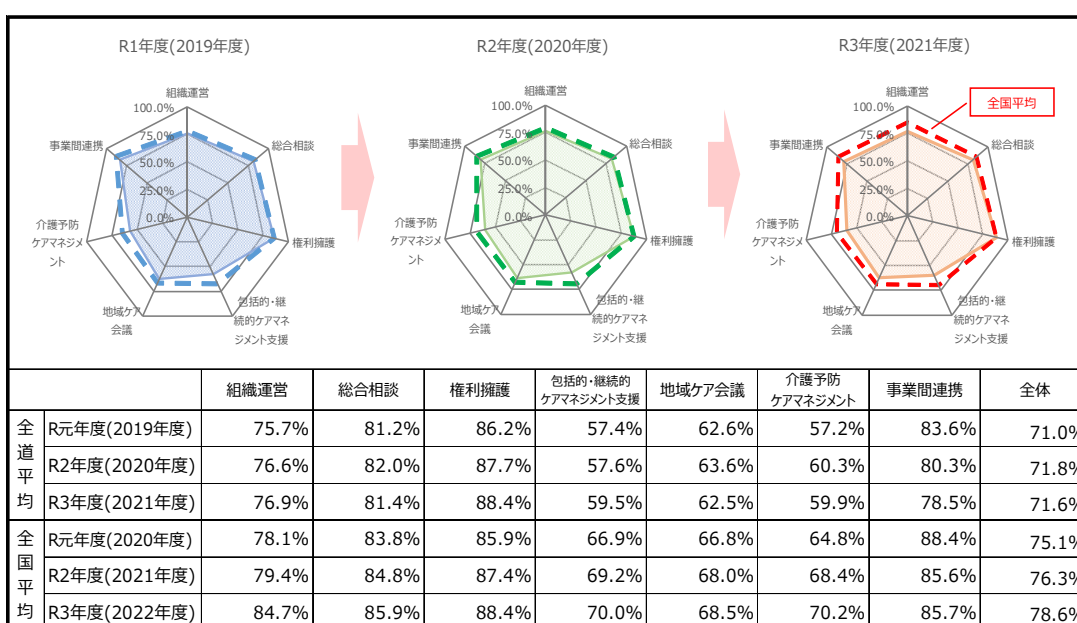 R1年度(2019年度)
R2年度(2020年度)
R3年度(2021年度)
組織運営
100.0%
75.0%
50.0%
25.0%
0.0%
総合相談
権利擁護
包括的・継
続的ケアマネ
ジメント支援
地域ケア
会議
介護予防
ケアマネジメ
ント
事業間連携
組織運営
100.0%
75.0%
50.0%
25.0%
0.0%
総合相談
権利擁護
包括的・継
続的ケアマネ
ジメント支援
地域ケア
会議
介護予防
ケアマネジメ
ント
事業間連携
全国平均
組織運営
100.0%
75.0%
50.0%
25.0%
0.0%
総合相談
権利擁護
包括的・継
続的ケアマネ
ジメント支援
地域ケア
会議
介護予防
ケアマネジメ
ント
事業間連携
組織運営 総合相談 権利擁護 包括的・継続的ケアマネジメント支援 地域ケア会議 介護予防ケアマネジメント 事業間連携 全体
全道平均
R元年度(2019年度) 75.7% 81.2% 86.2% 57.4% 62.6% 57.2% 83.6% 71.0%
R2年度(2020年度) 76.6% 82.0% 87.7% 57.6% 63.6% 60.3% 80.3% 71.8%
R3年度(2021年度) 76.9% 81.4% 88.4% 59.5% 62.5% 59.9% 78.5% 71.6%
全国平均
R元年度(2020年度) 78.1% 83.8% 85.9% 66.9% 66.8% 64.8% 88.4% 75.1%
R2年度(2021年度) 79.4% 84.8% 87.4% 69.2% 68.0% 68.4% 85.6% 76.3%
R3年度(2022年度) 84.7% 85.9% 88.4% 70.0% 68.5% 70.2% 85.7% 78.6%